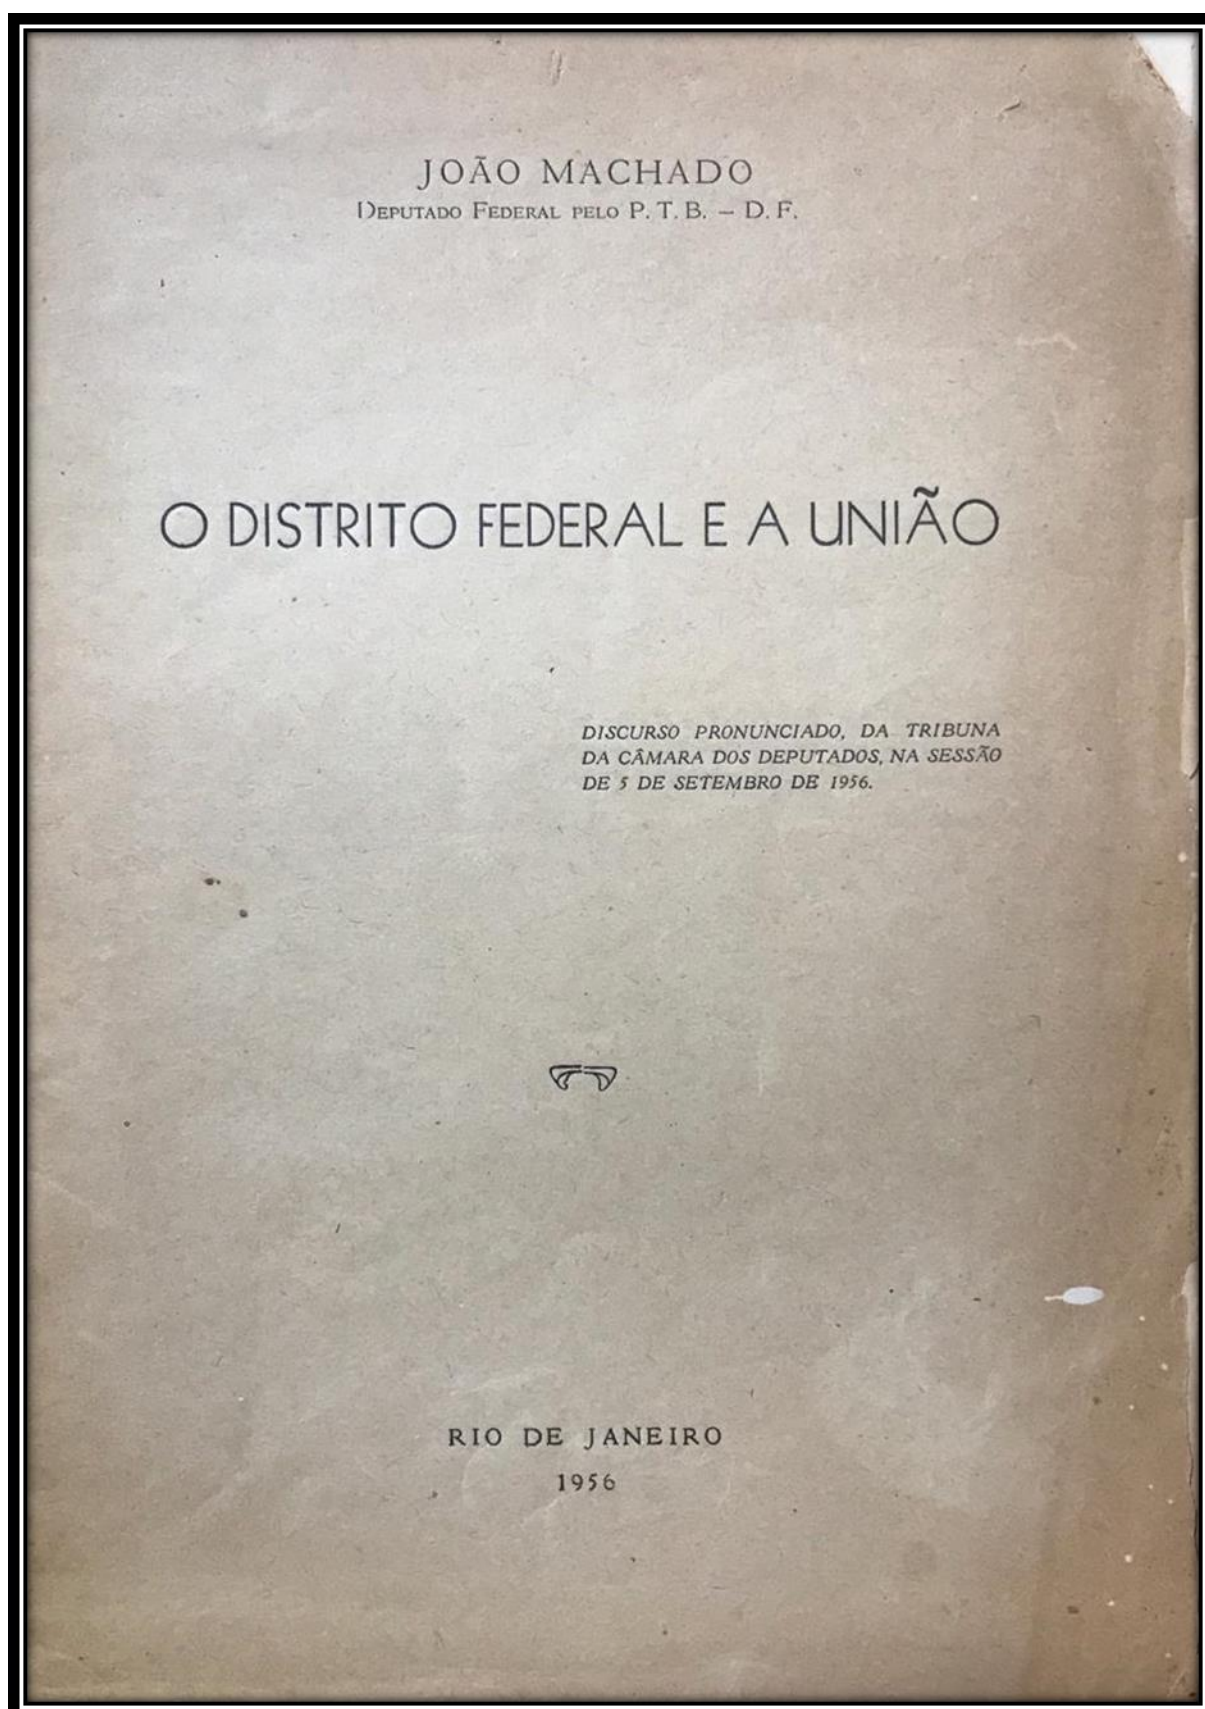 JOÃO MACHADO
DEPUTADO FEDERAL PELO P. T. B. — D. F.
O DISTRITO FEDERAL E A UNIÃO
DISCURSO PRONUNCIADO, DA TRIBUNA
DA CÂMARA DOS DEPUTADOS, NA SESSÃO
DE 5 DE SETEMBRO DE 1956.
RIO DE JANEIRO
1956